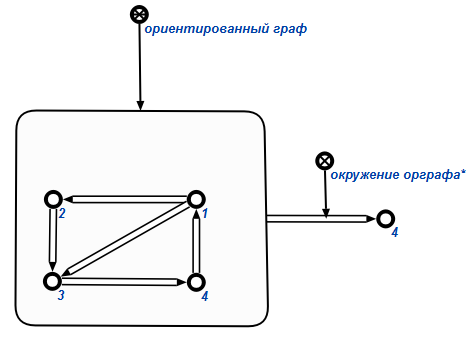 ориентированный граф
окружение орграфа*
2
1
4
3
4